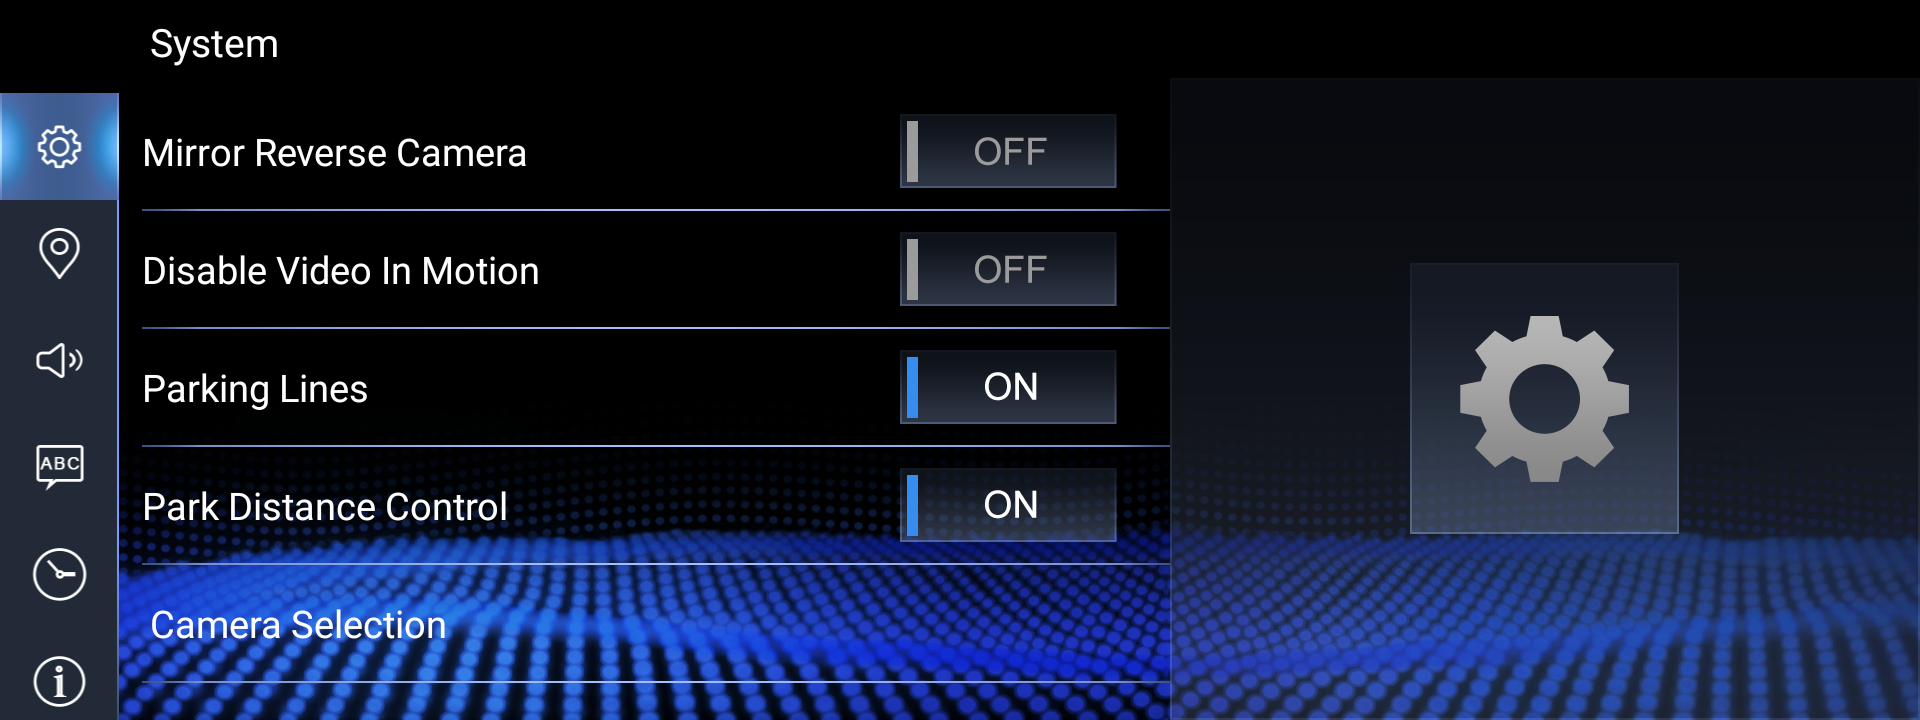 System
Mirror Reverse Camera
OFF
Disable Video In Motion
OFF
Parking Lines
ON
Park Distance Control
ON
Camera Selection
ABC
i